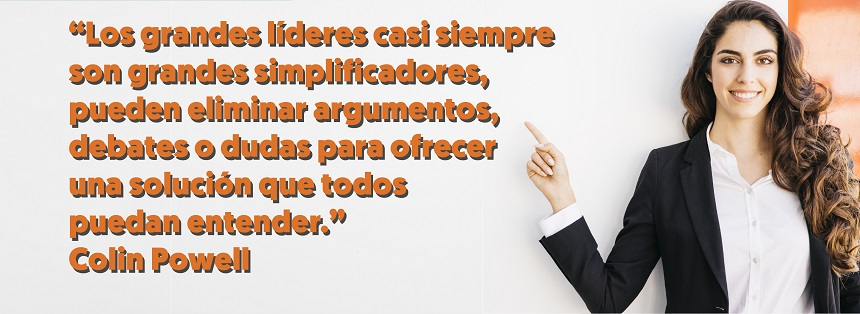 “Los grandes líderes casi siempre
son grandes simplificadores,
pueden eliminar argumentos,
debates o dudas para ofrecer
una solución que todos
puedan entender.”
Colin Powell